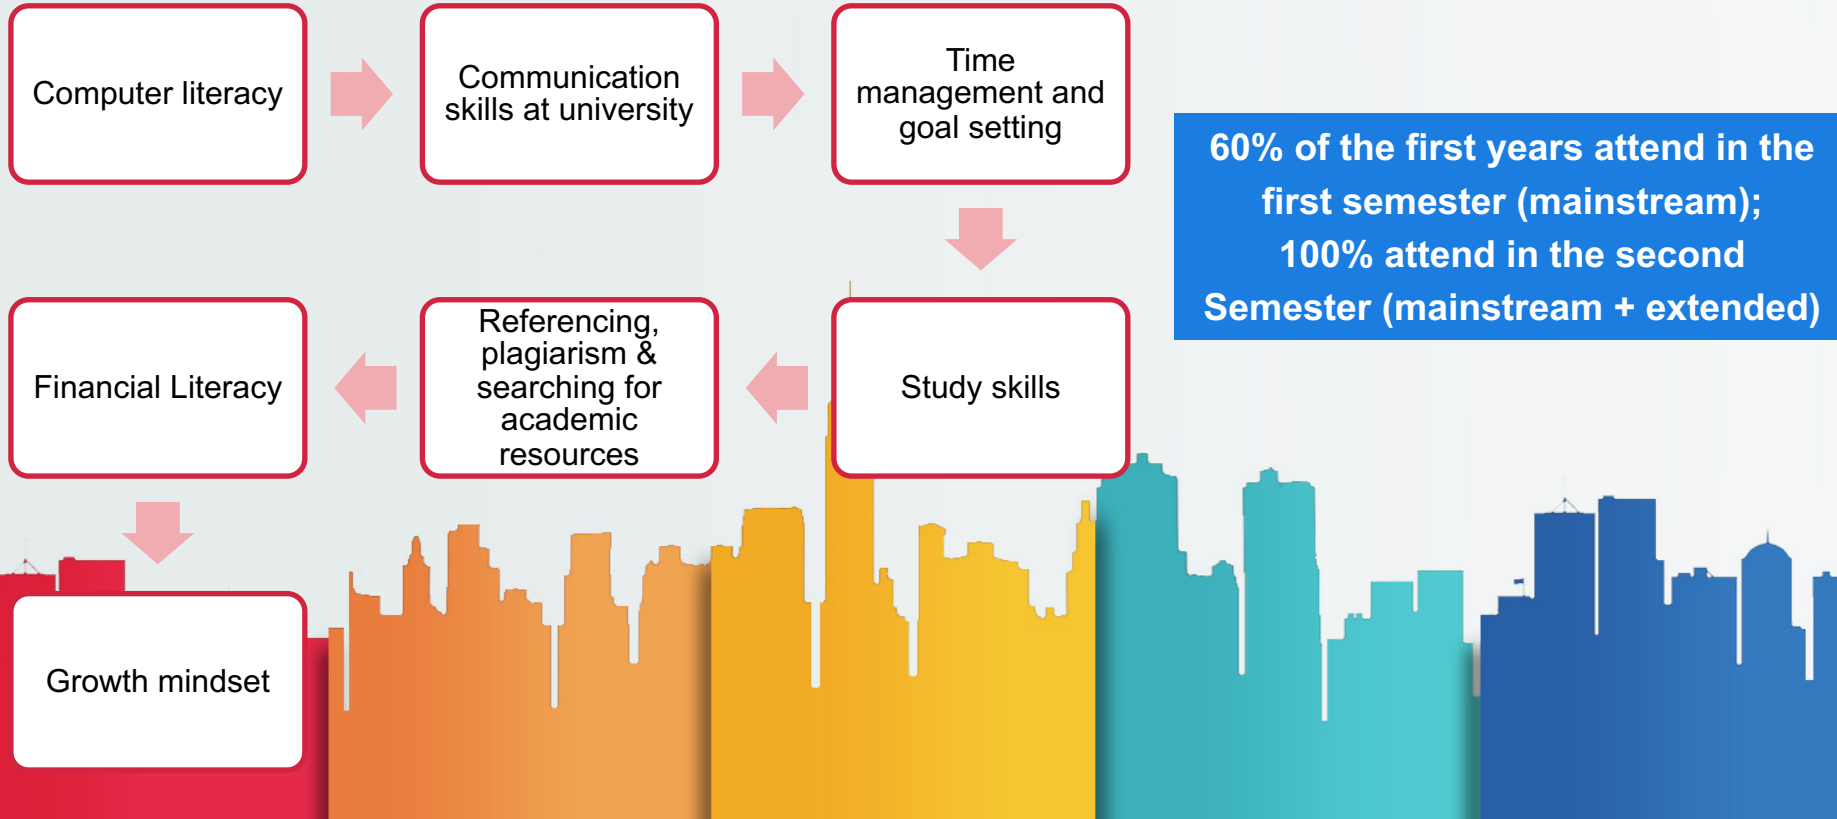 Computer literacy
Communication
skills at university
Time
management and
goal setting
60% of the first years attend in the
first semester (mainstream);
100% attend in the second
Semester (mainstream + extended)
Study skills
Referencing,
plagiarism &
searching for
academic
resources
Financial Literacy
Growth mindset